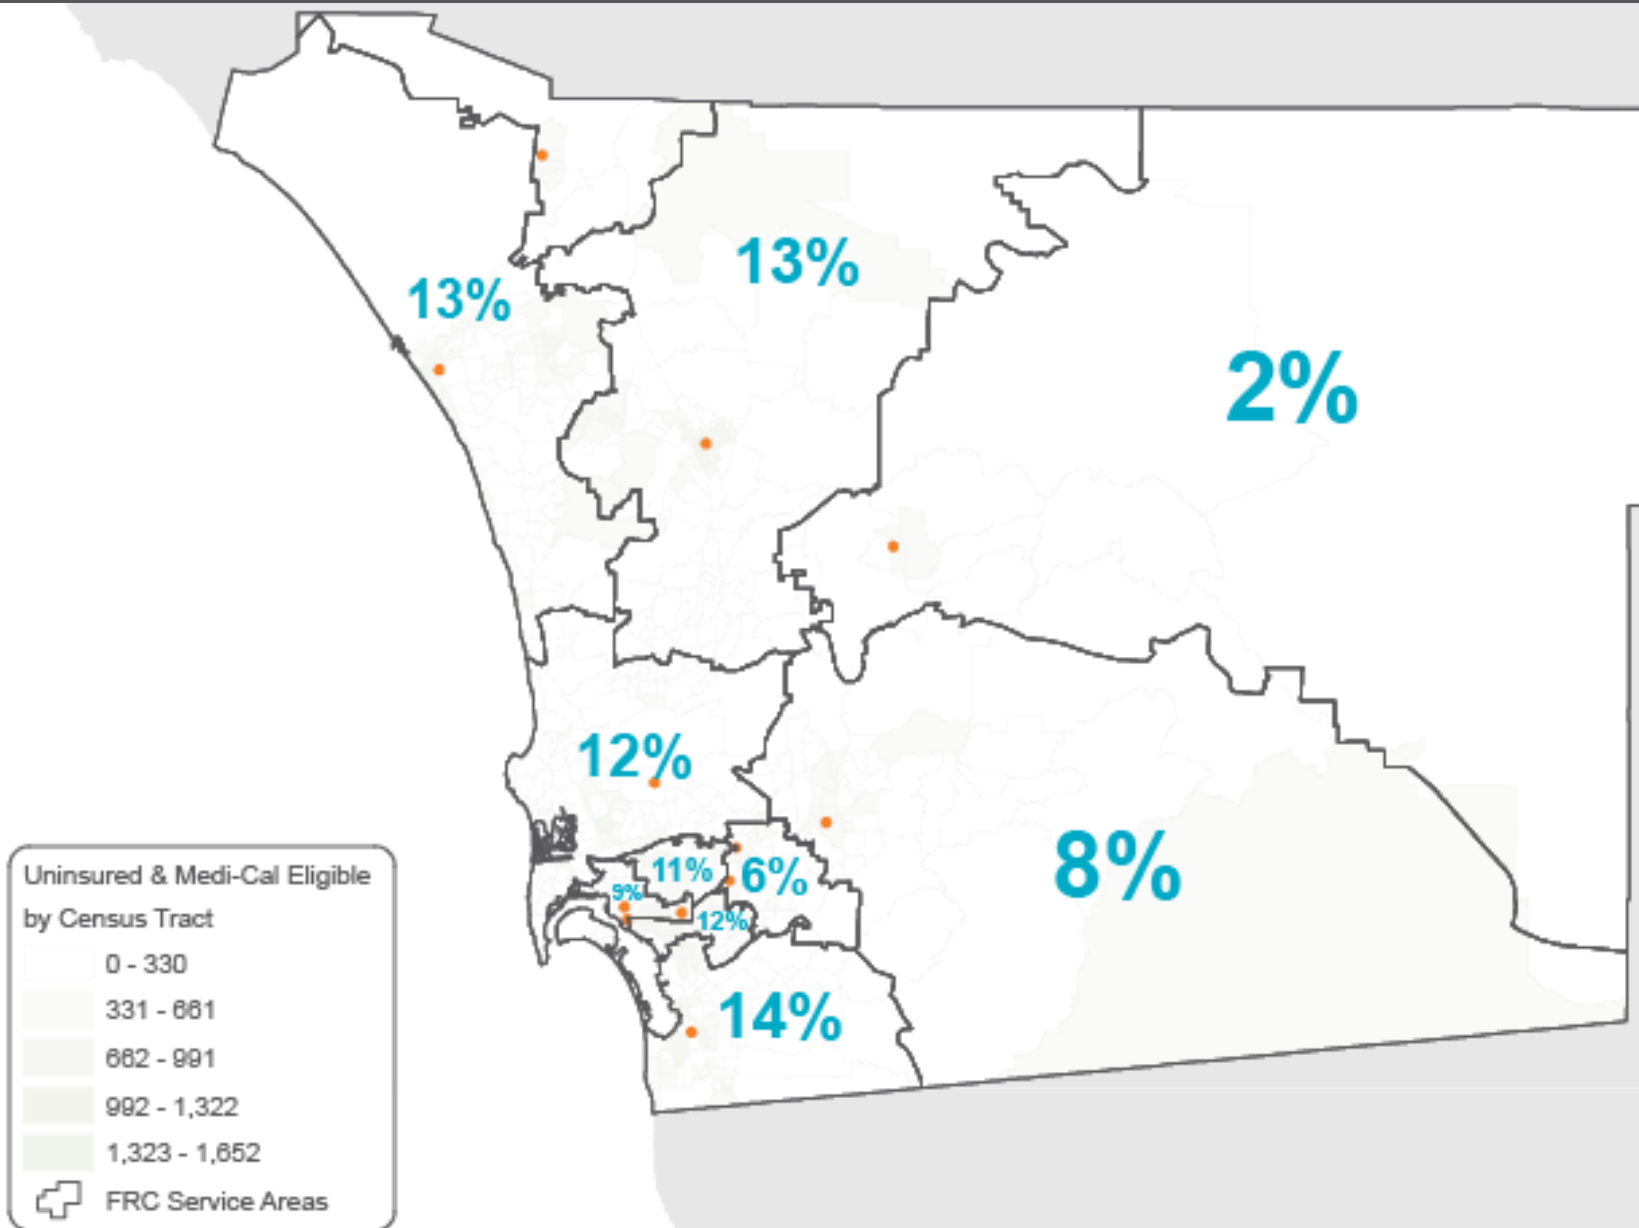 13%
13%
2%
12%
11%
6%
9%
12%
8%
14%
Uninsured & Medi-Cal Eligible
by Census Tract
0 - 330
331 - 661
662 - 991
992 - 1,322
1,323 - 1,652
FRC Service Areas